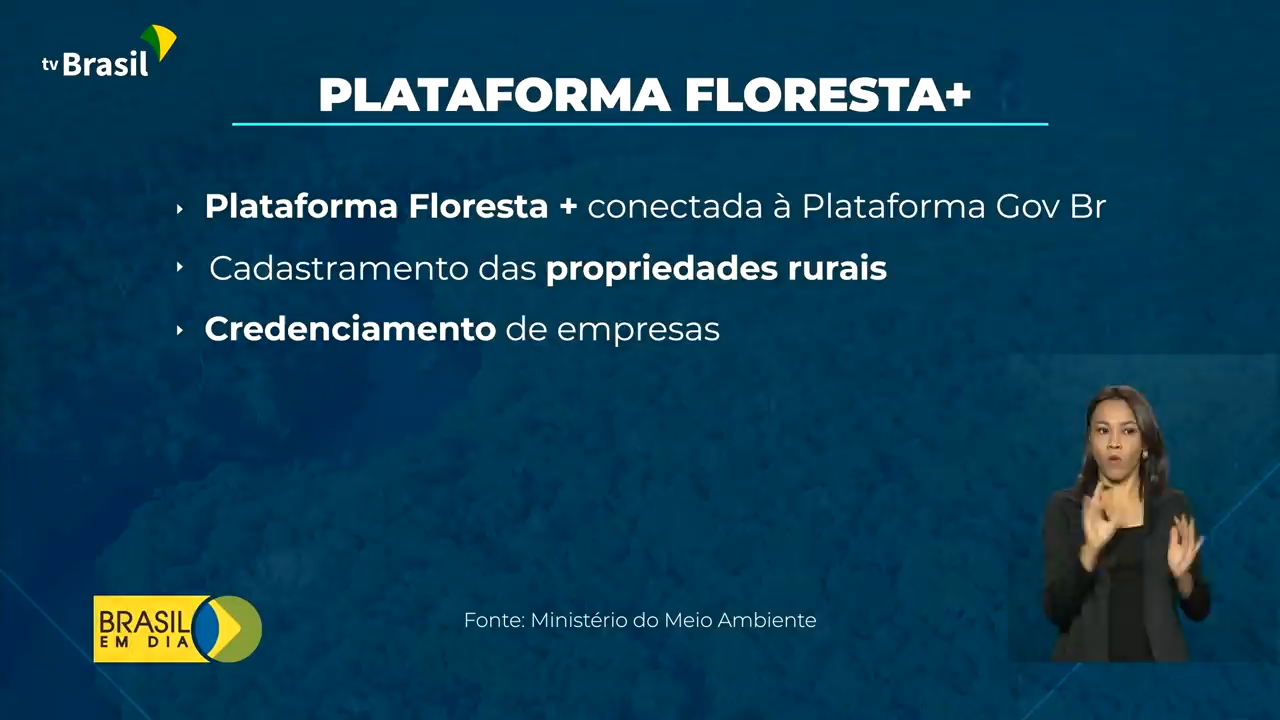 tv Brasil
PLATAFORMA FLORESTA+
Plataforma Floresta + conectada à Plataforma Gov Br
Cadastramento das propriedades rurais
Credenciamento de empresas
BRASIL
EM DIA
Fonte: Ministério do Meio Ambiente